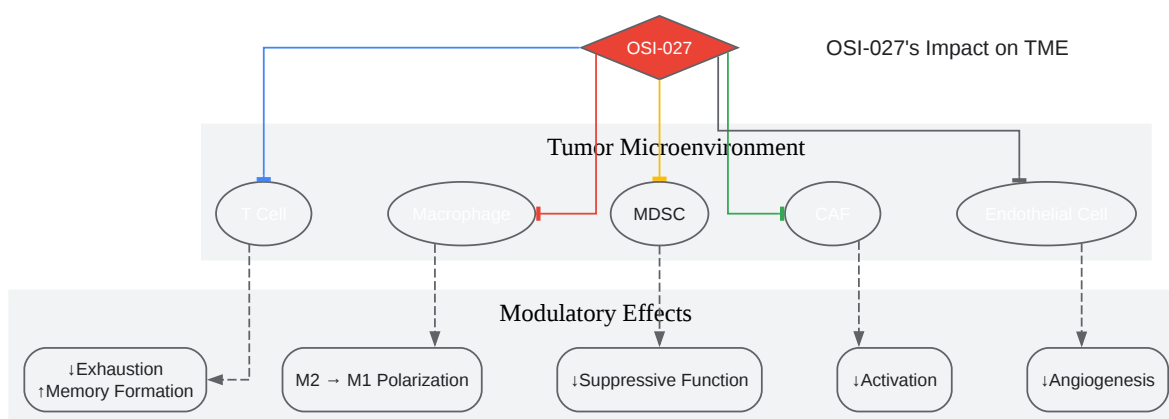 OSI-027
OSI-027's Impact on TME
Tumor Microenvironment
T Cell
Macrophage
MDSC
CAF
Endothelial Cell
Modulatory Effects
↓Exhaustion
↑Memory Formation
M2 → M1 Polarization
↓Suppressive Function
↓Activation
↓Angiogenesis